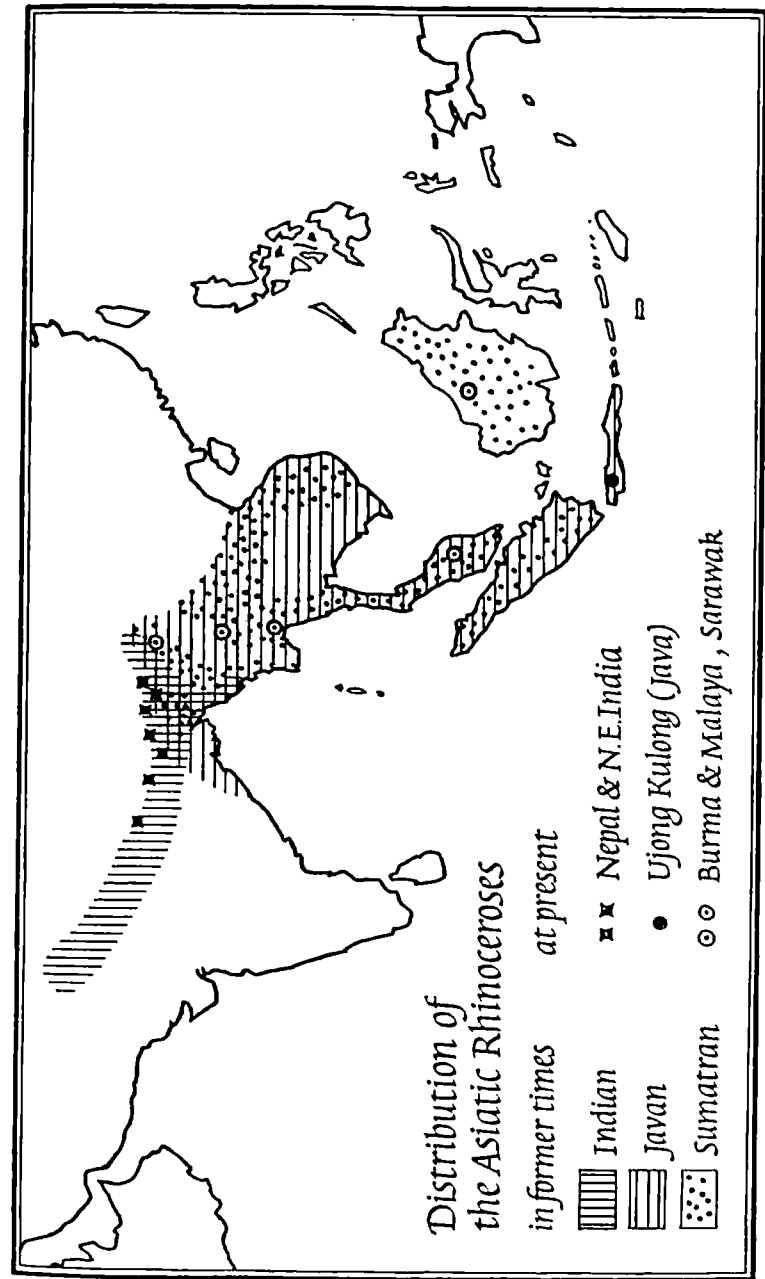 Distribution of
the Asiatic Rhinoceroses
in former times at present
Indian Nepal & N.E.India
Javan Ujong Kulong (Java)
Sumatran Burma & Malaya, Sarawak